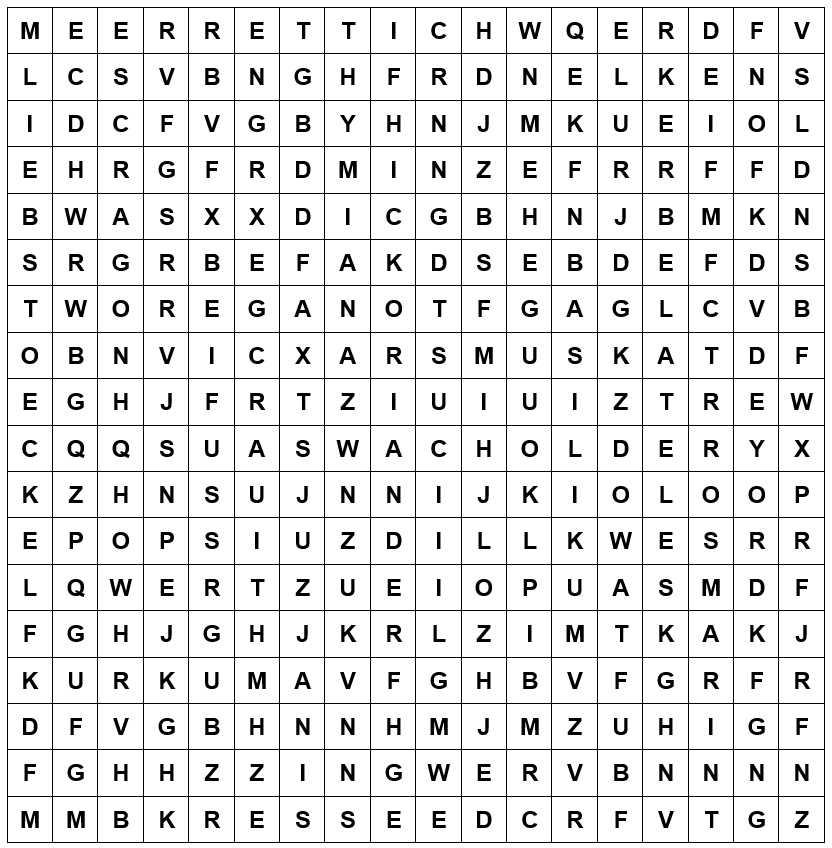 M E E R R E T T I C H W Q E R D F V
L C S V B N G H F R D N E L K E N S
I D C F V G B Y H N J M K U E I O L
E H R G F R D M I N Z E F R R F F D
B W A S X X D I C G B H N J B M K N
S R G R B E F A K D S E B D E F D S
T W O R E G A N O T F G A G L C V B
O B N V I C X A R S M U S K A T D F
E G H J F R T Z I U I U I Z T R E W
C Q Q S U A S W A C H O L D E R Y X
K Z H N S U J N N I J K I O L O O P
E P O P S I U Z D I L L K W E S R R
L Q W E R T Z U E I O P U A S M D F
F G H J G H J K R L Z I M T K A K J
K U R K U M A V F G H B V F G R F R
D F V G B H N N H M J M Z U H I G F
F G H H Z Z I N G W E R V B N N N N
M M B K R E S S E E D C R F V T G Z